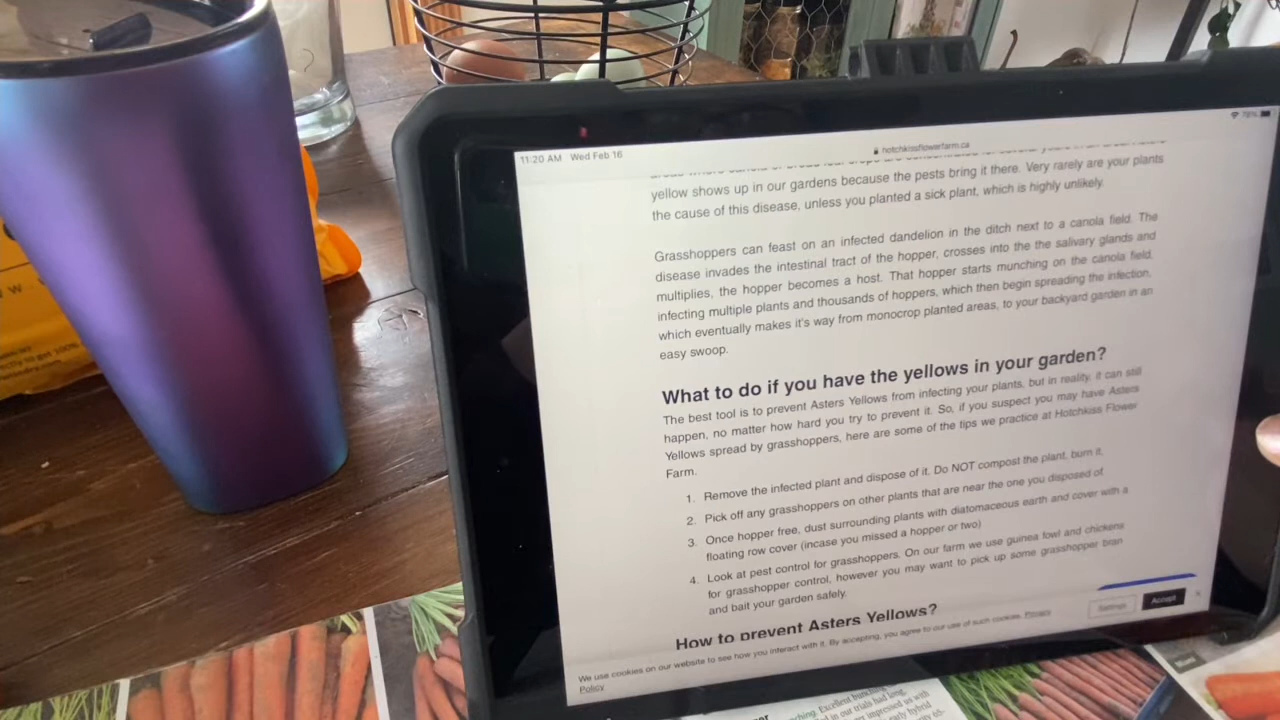 11:20 AM Wed Feb 16
hotchkissflowerfarm.ca
78%
yellow shows up in our gardens because the pests bring it there. Very rarely are your plants
the cause of this disease, unless you planted a sick plant, which is highly unlikely.
Grasshoppers can feast on an infected dandelion in the ditch next to a canola field. The
disease invades the intestinal tract of the hopper, crosses into the the salivary glands and
multiplies, the hopper becomes a host. That hopper starts munching on the canola field,
infecting multiple plants and thousands of hoppers, which then begin spreading the infection,
which eventually makes it's way from monocrop planted areas, to your backyard garden in an
easy swoop.
What to do if you have the yellows in your garden?
The best tool is to prevent Asters Yellows from infecting your plants, but in reality, it can still
happen, no matter how hard you try to prevent it. So, if you suspect you may have Asters
Yellows spread by grasshoppers, here are some of the tips we practice at Hotchkiss Flower
Farm.
1. Remove the infected plant and dispose of it. Do NOT compost the plant, burn it.
2. Pick off any grasshoppers on other plants that are near the one you disposed of.
3. Once hopper free, dust surrounding plants with diatomaceous earth and cover with a
floating row cover (incase you missed a hopper or two)
4. Look at pest control for grasshoppers. On our farm we use guinea fowl and chickens
for grasshopper control, however you may want to pick up some grasshopper bran
and bait your garden safely.
How to prevent Asters Yellows?
We use cookies on our website to see how you interact with it. By accepting, you agree to our use of such cookies. Privacy
Policy
Settings
Accept
Excellent
in our trials had long,
impressed us with